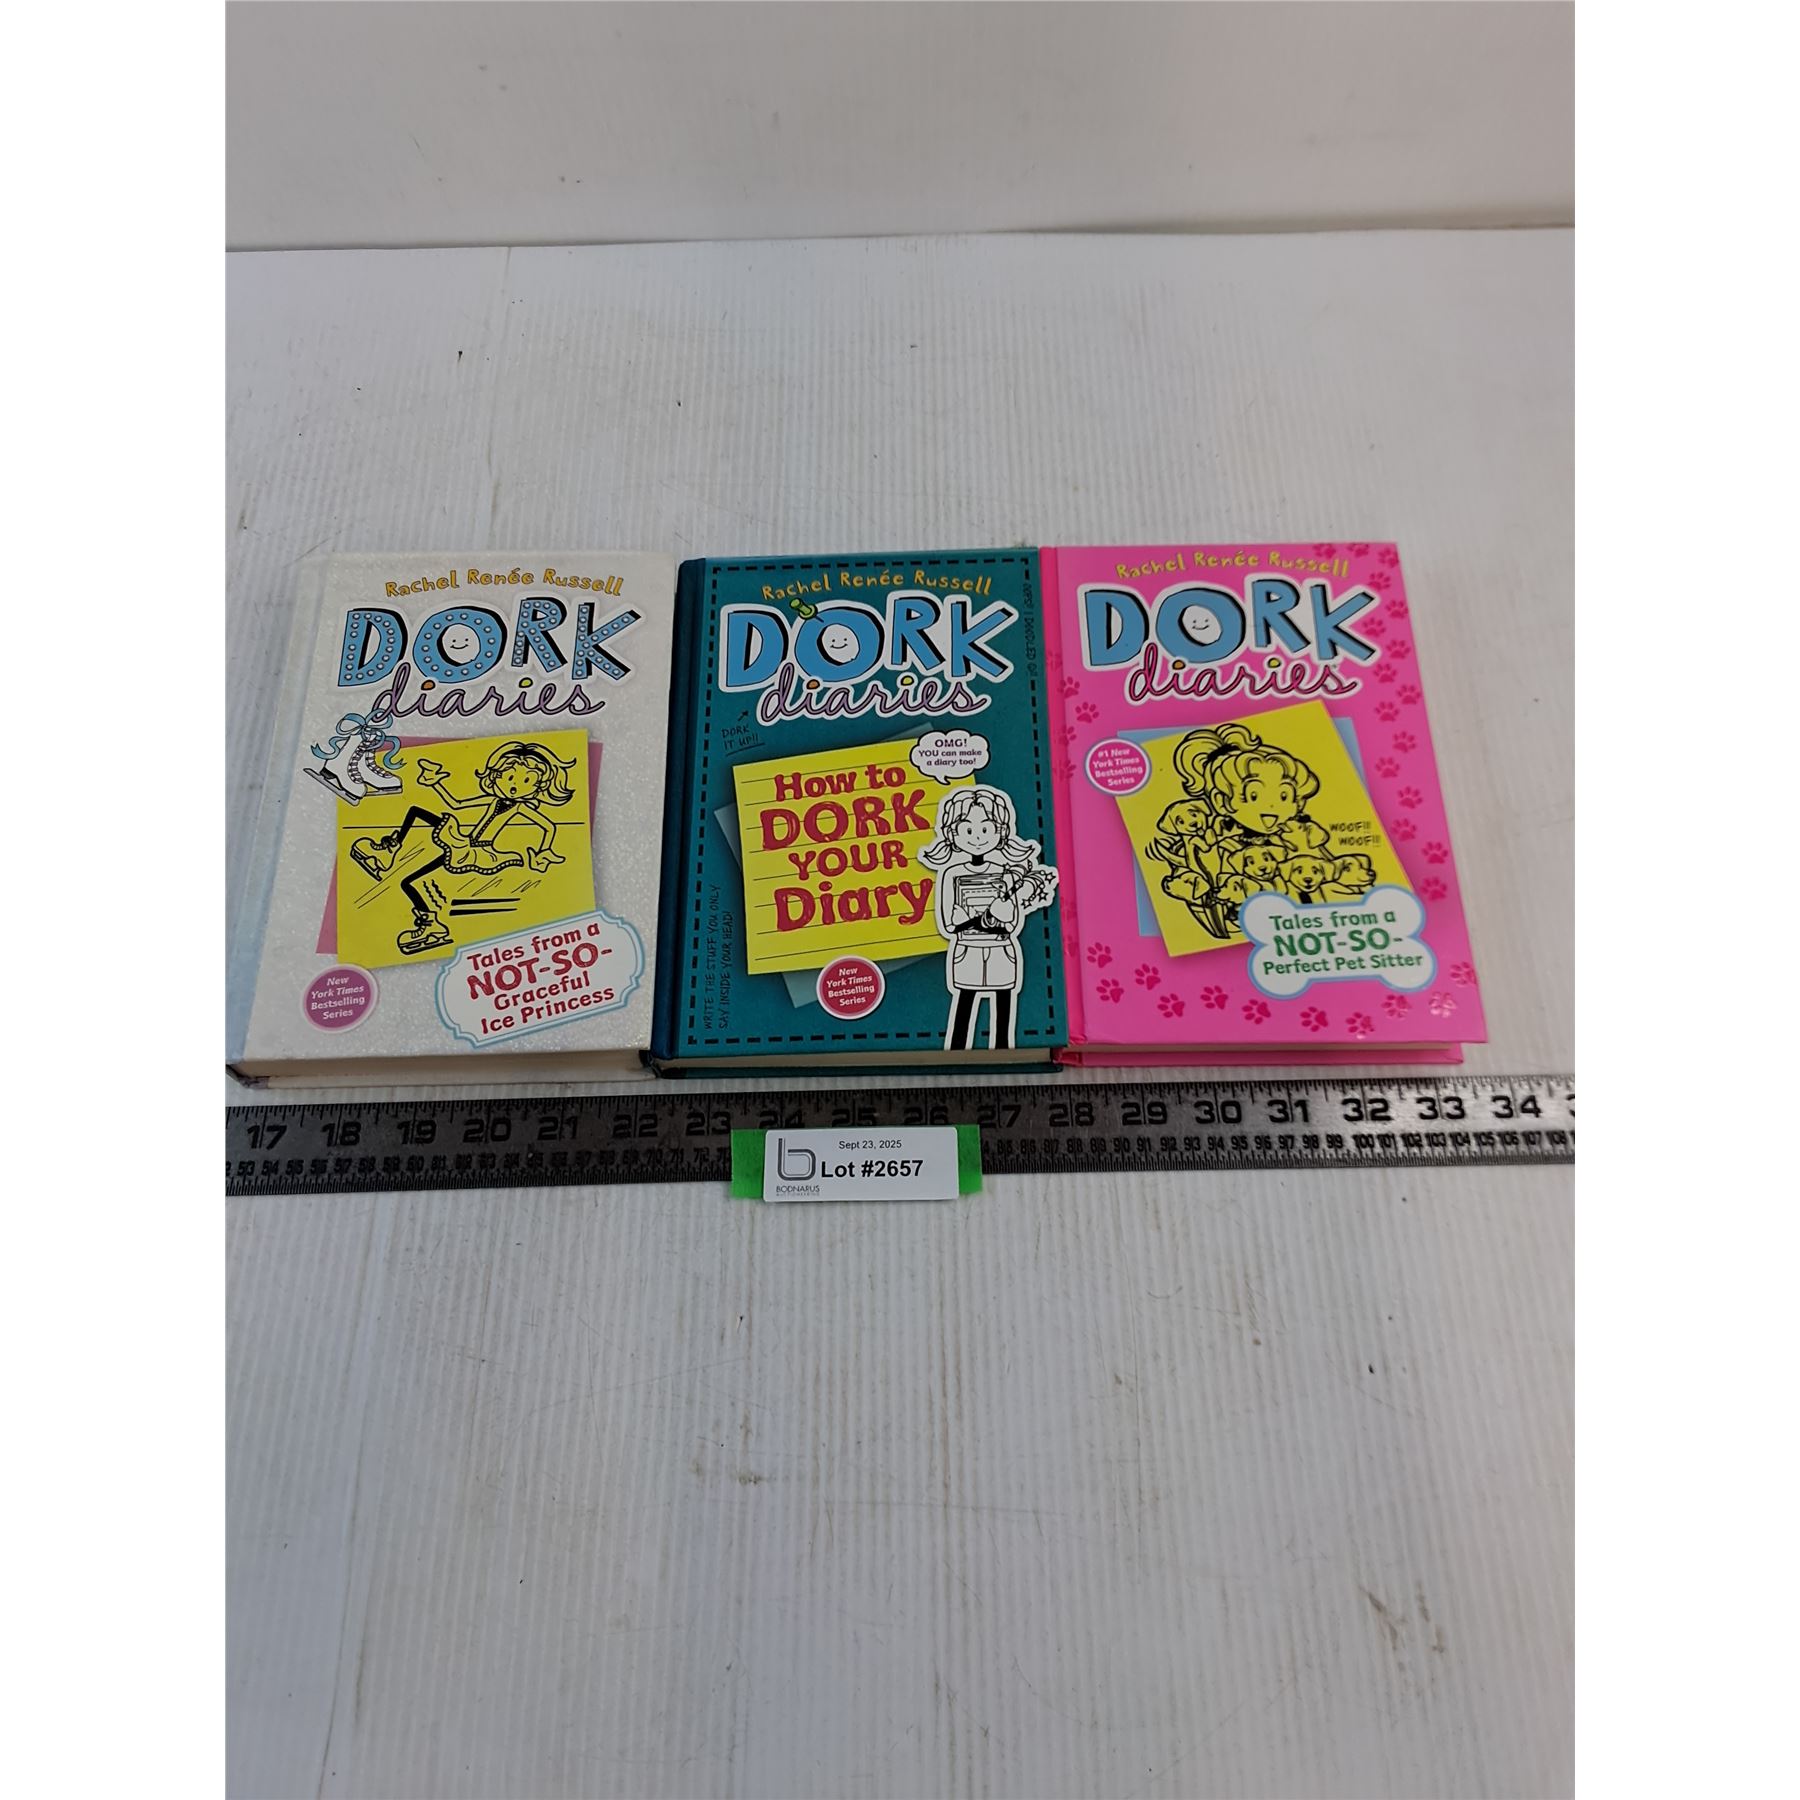 Rachel Renée Russell
DORK
diaries
New
York Times
Bestselling
Series
Tales from a
NOT-SO-
Graceful
Ice Princess
Rachel Renée Russell
DORK
diaries
DORK
IT UP!!
OMG!
YOU can make
a diary too!
How to
DORK
YOUR
Diary
WRITE THE STUFF YOU ONLY
SAY INSIDE YOUR HEAD!
New
York Times
Bestselling
Series
Rachel Renée Russell
DORK
diaries
#1 New
York Times
Bestselling
Series
WOOF!!
WOOF!!
Tales from a
NOT-SO-
Perfect Pet Sitter
17 18 19 20 21 22 23 24 25 26 27 28 29 30 31 32 33 34
Sept 23, 2025
Lot #2657
BODNARUS
AUCTIONEERING